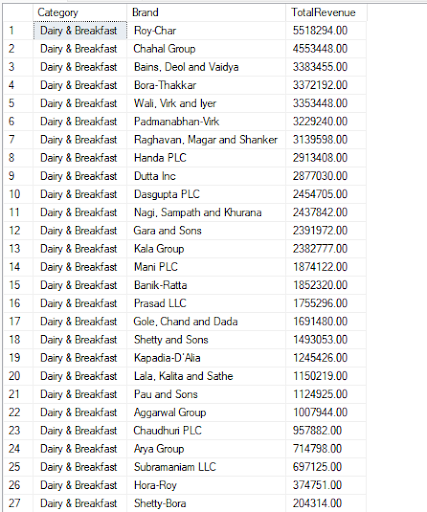 Category Brand TotalRevenue
1 Dairy & Breakfast Roy-Char 5518294.00
2 Dairy & Breakfast Chahal Group 4553448.00
3 Dairy & Breakfast Bains, Deol and Vaidya 3383455.00
4 Dairy & Breakfast Bora-Thakkar 3372192.00
5 Dairy & Breakfast Wali, Virk and Iyer 3353448.00
6 Dairy & Breakfast Padmanabhan-Virk 3229240.00
7 Dairy & Breakfast Raghavan, Magar and Shanker 3139598.00
8 Dairy & Breakfast Handa PLC 2913408.00
9 Dairy & Breakfast Dutta Inc 2877030.00
10 Dairy & Breakfast Dasgupta PLC 2454705.00
11 Dairy & Breakfast Nagi, Sampath and Khurana 2437842.00
12 Dairy & Breakfast Gara and Sons 2391972.00
13 Dairy & Breakfast Kala Group 2382777.00
14 Dairy & Breakfast Mani PLC 1874122.00
15 Dairy & Breakfast Banik-Ratta 1852320.00
16 Dairy & Breakfast Prasad LLC 1755296.00
17 Dairy & Breakfast Gole, Chand and Dada 1691480.00
18 Dairy & Breakfast Shetty and Sons 1493053.00
19 Dairy & Breakfast Kapadia-D'Alia 1245426.00
20 Dairy & Breakfast Lala, Kalita and Sathe 1150219.00
21 Dairy & Breakfast Pau and Sons 1124925.00
22 Dairy & Breakfast Aggarwal Group 1007944.00
23 Dairy & Breakfast Chaudhuri PLC 957882.00
24 Dairy & Breakfast Arya Group 714798.00
25 Dairy & Breakfast Subramaniam LLC 697125.00
26 Dairy & Breakfast Hora-Roy 374751.00
27 Dairy & Breakfast Shetty-Bora 204314.00